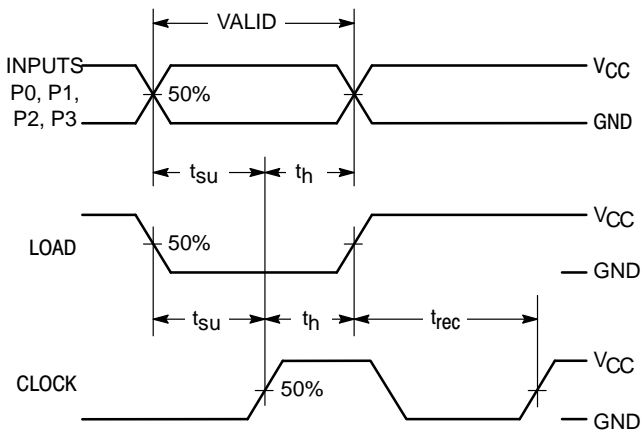 VALID
INPUTS
P0, P1,
P2, P3
50%
VCC
GND
tsu
th
LOAD
50%
VCC
GND
tsu
th
trec
CLOCK
50%
VCC
GND